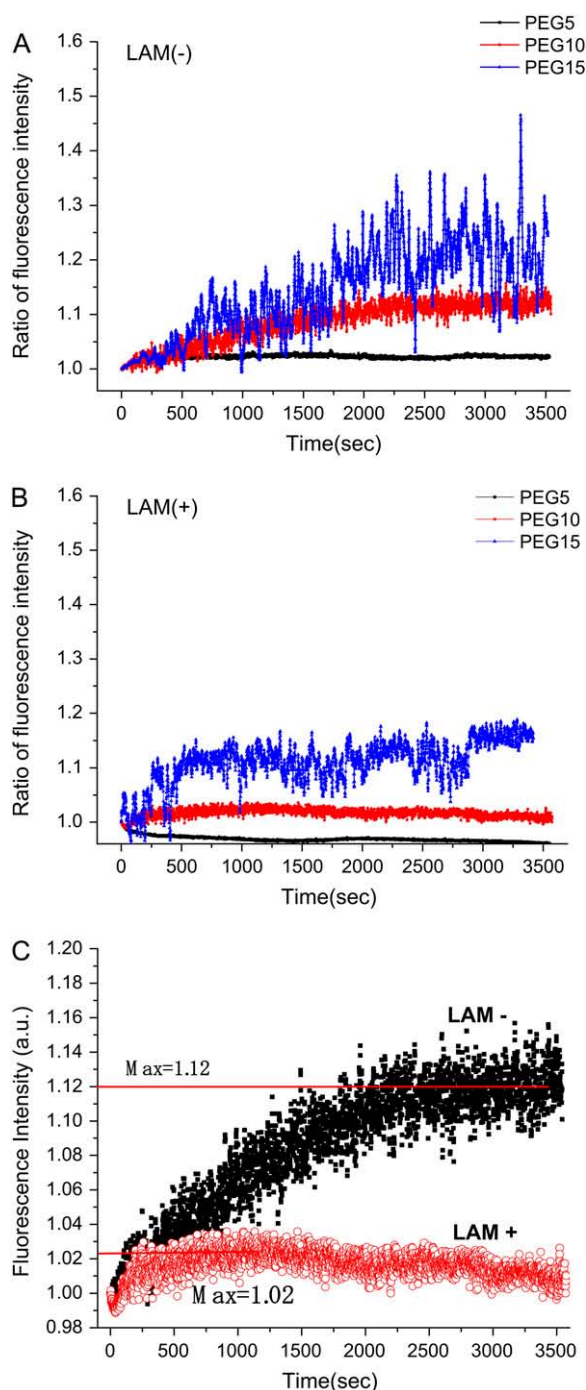 A
LAM(-)
PEG5
PEG10
PEG15
1.6
1.5
1.4
1.3
1.2
1.1
1.0
Ratio of fluorescence intensity
0 500 1000 1500 2000 2500 3000 3500
Time(sec)
B
LAM(+)
PEG5
PEG10
PEG15
1.6
1.5
1.4
1.3
1.2
1.1
1.0
Ratio of fluorescence intensity
0 500 1000 1500 2000 2500 3000 3500
Time(sec)
C
1.20
1.18
1.16
1.14
1.12
1.10
1.08
1.06
1.04
1.02
1.00
0.98
Fluorescence Intensity (a.u.)
LAM -
Max=1.12
LAM +
Max=1.02
0 500 1000 1500 2000 2500 3000 3500
Time(sec)